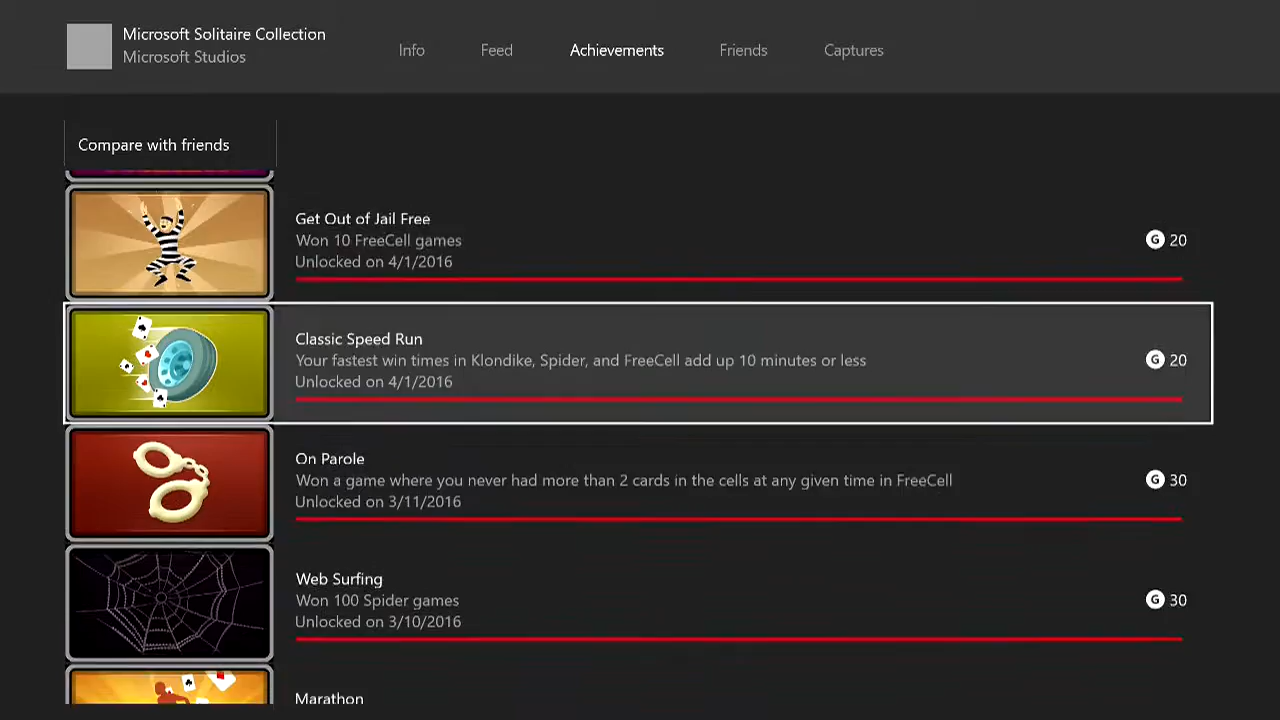 Microsoft Solitaire Collection
Microsoft Studios
Info Feed Achievements Friends Captures
Compare with friends
Get Out of Jail Free
Won 10 FreeCell games
Unlocked on 4/1/2016
G 20
Classic Speed Run
Your fastest win times in Klondike, Spider, and FreeCell add up 10 minutes or less
Unlocked on 4/1/2016
G 20
On Parole
Won a game where you never had more than 2 cards in the cells at any given time in FreeCell
Unlocked on 3/11/2016
G 30
Web Surfing
Won 100 Spider games
Unlocked on 3/10/2016
G 30
Marathon